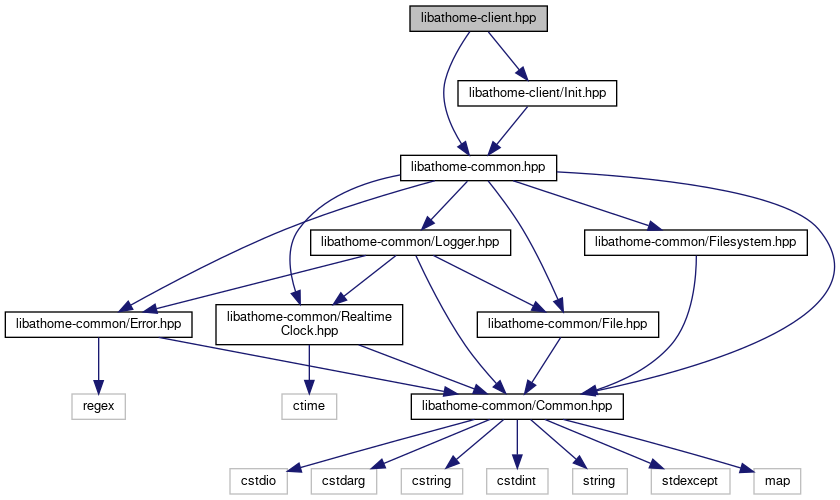 libathome-client.hpp
libathome-client/Init.hpp
libathome-common.hpp
libathome-common/Logger.hpp
libathome-common/Filesystem.hpp
libathome-common/Error.hpp
libathome-common/Realtime
Clock.hpp
libathome-common/File.hpp
regex
ctime
libathome-common/Common.hpp
cstdio
cstdarg
cstring
cstdint
string
stdexcept
map